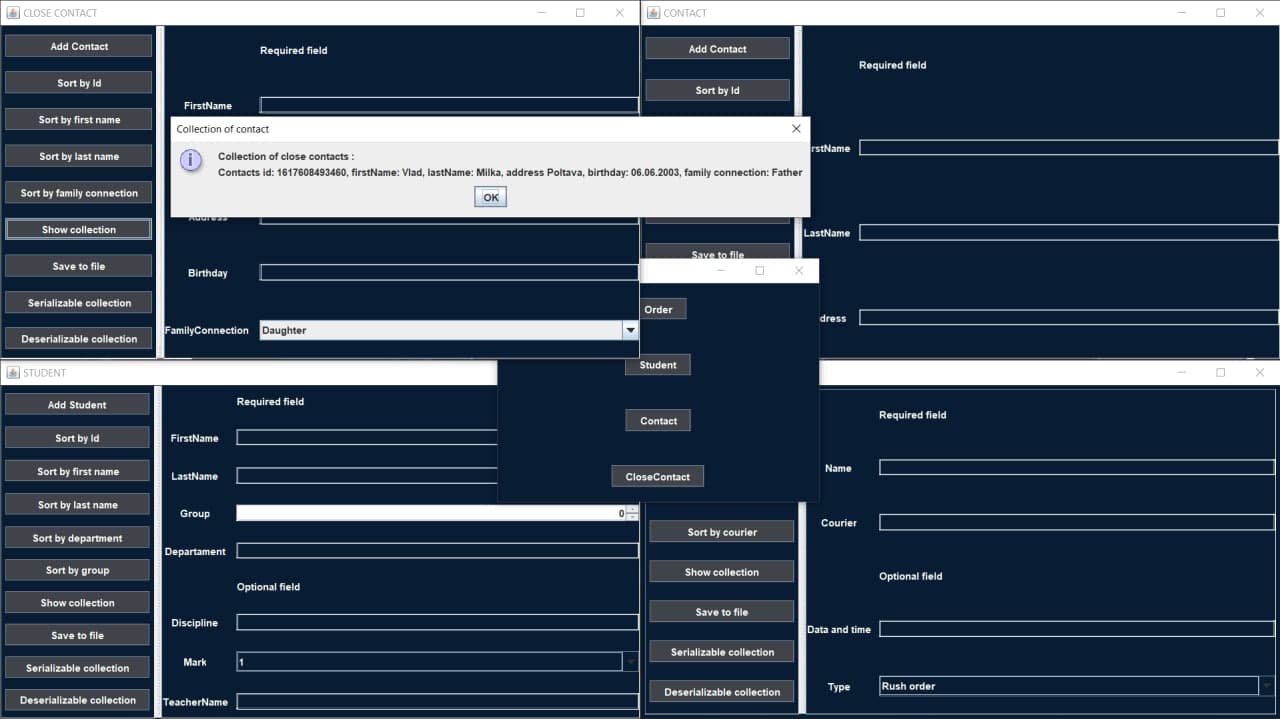 CLOSE CONTACT
Add Contact
Sort by Id
Sort by first name
Sort by last name
Sort by family connection
Show collection
Save to file
Serializable collection
Deserializable collection
Required field
FirstName
Address
Birthday
FamilyConnection
Daughter
Collection of contact
Collection of close contacts :
Contacts id: 1617608493460, firstName: Vlad, lastName: Milka, address Poltava, birthday: 06.06.2003, family connection: Father
OK
CONTACT
Add Contact
Sort by Id
Save to file
Required field
rstName
LastName
dress
Order
Student
Contact
CloseContact
STUDENT
Add Student
Sort by Id
Sort by first name
Sort by last name
Sort by department
Sort by group
Show collection
Save to file
Serializable collection
Deserializable collection
Required field
FirstName
LastName
Group
0
Departament
Optional field
Discipline
Mark
1
TeacherName
Sort by courier
Show collection
Save to file
Serializable collection
Deserializable collection
Required field
Name
Courier
Optional field
Data and time
Type
Rush order